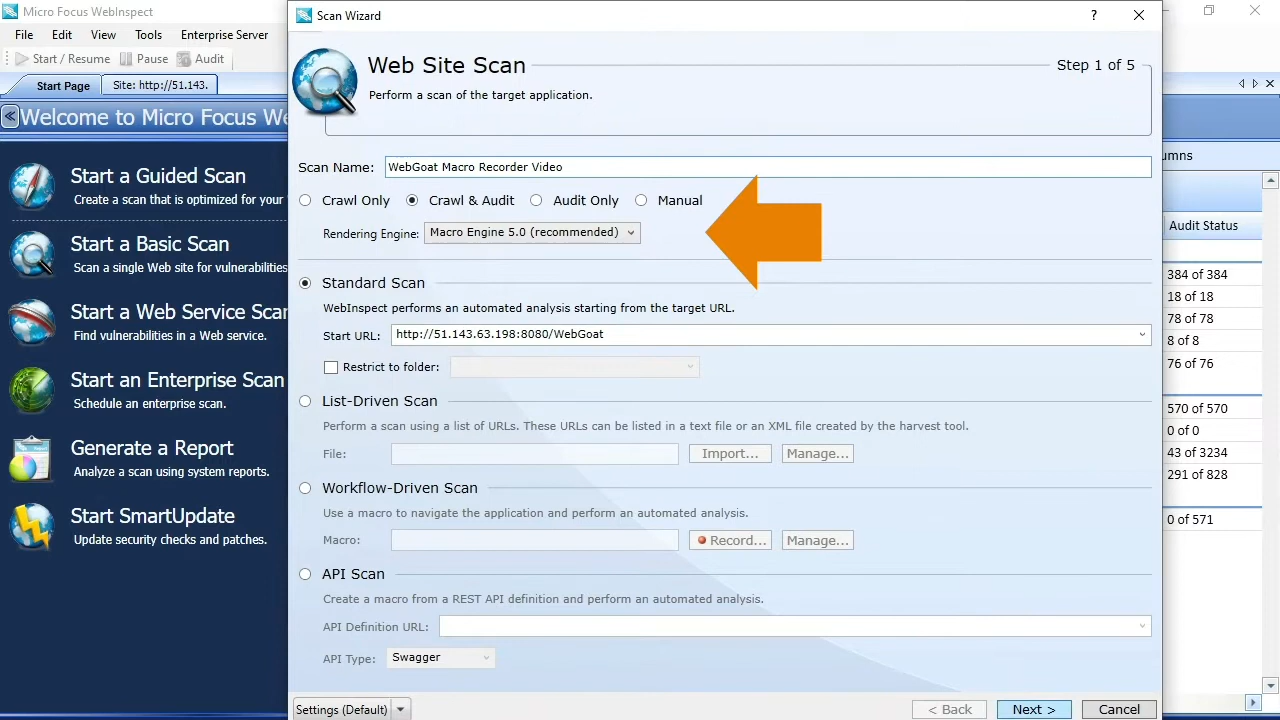 Micro Focus WebInspect
File Edit View Tools Enterprise Server
Start / Resume Pause Audit
Start Page Site: http://51.143.
Welcome to Micro Focus We
Start a Guided Scan
Create a scan that is optimized for your
Start a Basic Scan
Scan a single Web site for vulnerabilities
Start a Web Service Scan
Find vulnerabilities in a Web service.
Start an Enterprise Scan
Schedule an enterprise scan.
Generate a Report
Analyze a scan using system reports.
Start SmartUpdate
Update security checks and patches.
Scan Wizard
?
Web Site Scan
Step 1 of 5
Perform a scan of the target application.
Scan Name: WebGoat Macro Recorder Video
Crawl Only Crawl & Audit Audit Only Manual
Rendering Engine: Macro Engine 5.0 (recommended)
Standard Scan
WebInspect performs an automated analysis starting from the target URL.
Start URL: http://51.143.63.198:8080/WebGoat
Restrict to folder:
List-Driven Scan
Perform a scan using a list of URLs. These URLs can be listed in a text file or an XML file created by the harvest tool.
File: Import... Manage...
Workflow-Driven Scan
Use a macro to navigate the application and perform an automated analysis.
Macro: Record... Manage...
API Scan
Create a macro from a REST API definition and perform an automated analysis.
API Definition URL:
API Type: Swagger
Settings (Default) < Back Next > Cancel
umns
Audit Status
384 of 384
18 of 18
78 of 78
8 of 8
76 of 76
570 of 570
0 of 0
43 of 3234
291 of 828
0 of 571